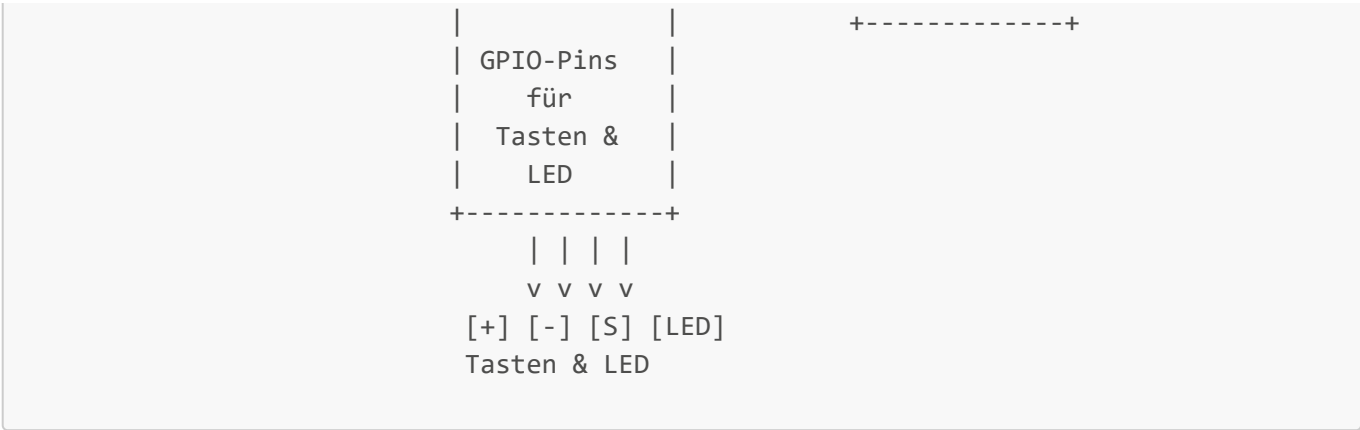 |             |           +-------------+
| GPIO-Pins   |
|    für      |
|  Tasten &   |
|    LED      |
+-------------+
| | | |
v v v v
[+] [-] [S] [LED]
Tasten & LED